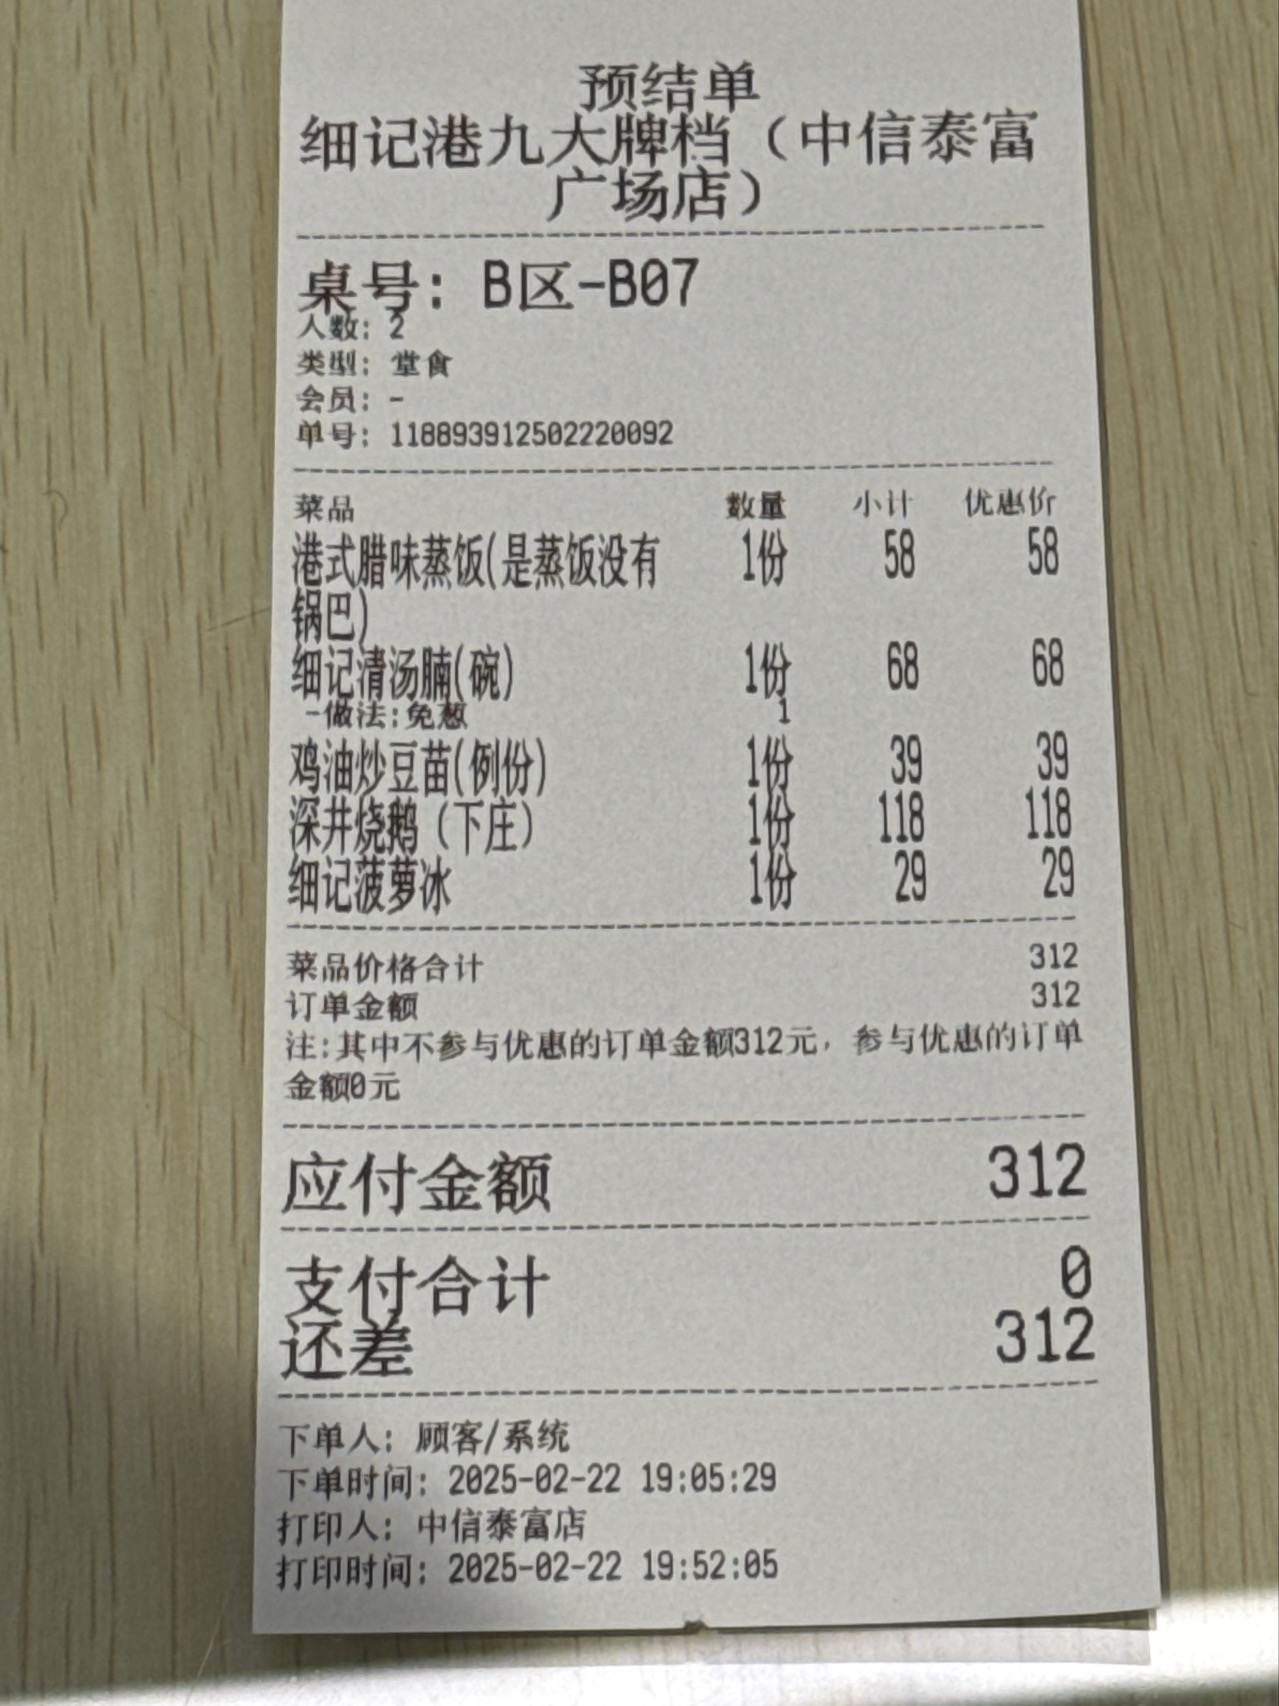 预结单
细记港九大牌档（中信泰富
广场店）
桌号: B区-B07
人数: 2
类型: 堂食
会员: -
单号: 118893912502220092
菜品 数量 小计 优惠价
港式腊味蒸饭(是蒸饭没有 1份 58 58
锅巴)
细记清汤腩(碗) 1份 68 68
-做法:免葱 1
鸡油炒豆苗(例份) 1份 39 39
深井烧鹅（下庄） 1份 118 118
细记菠萝冰 1份 29 29
菜品价格合计 312
订单金额 312
注:其中不参与优惠的订单金额312元，参与优惠的订单
金额0元
应付金额 312
支付合计 0
还差 312
下单人: 顾客/系统
下单时间: 2025-02-22 19:05:29
打印人: 中信泰富店
打印时间: 2025-02-22 19:52:05